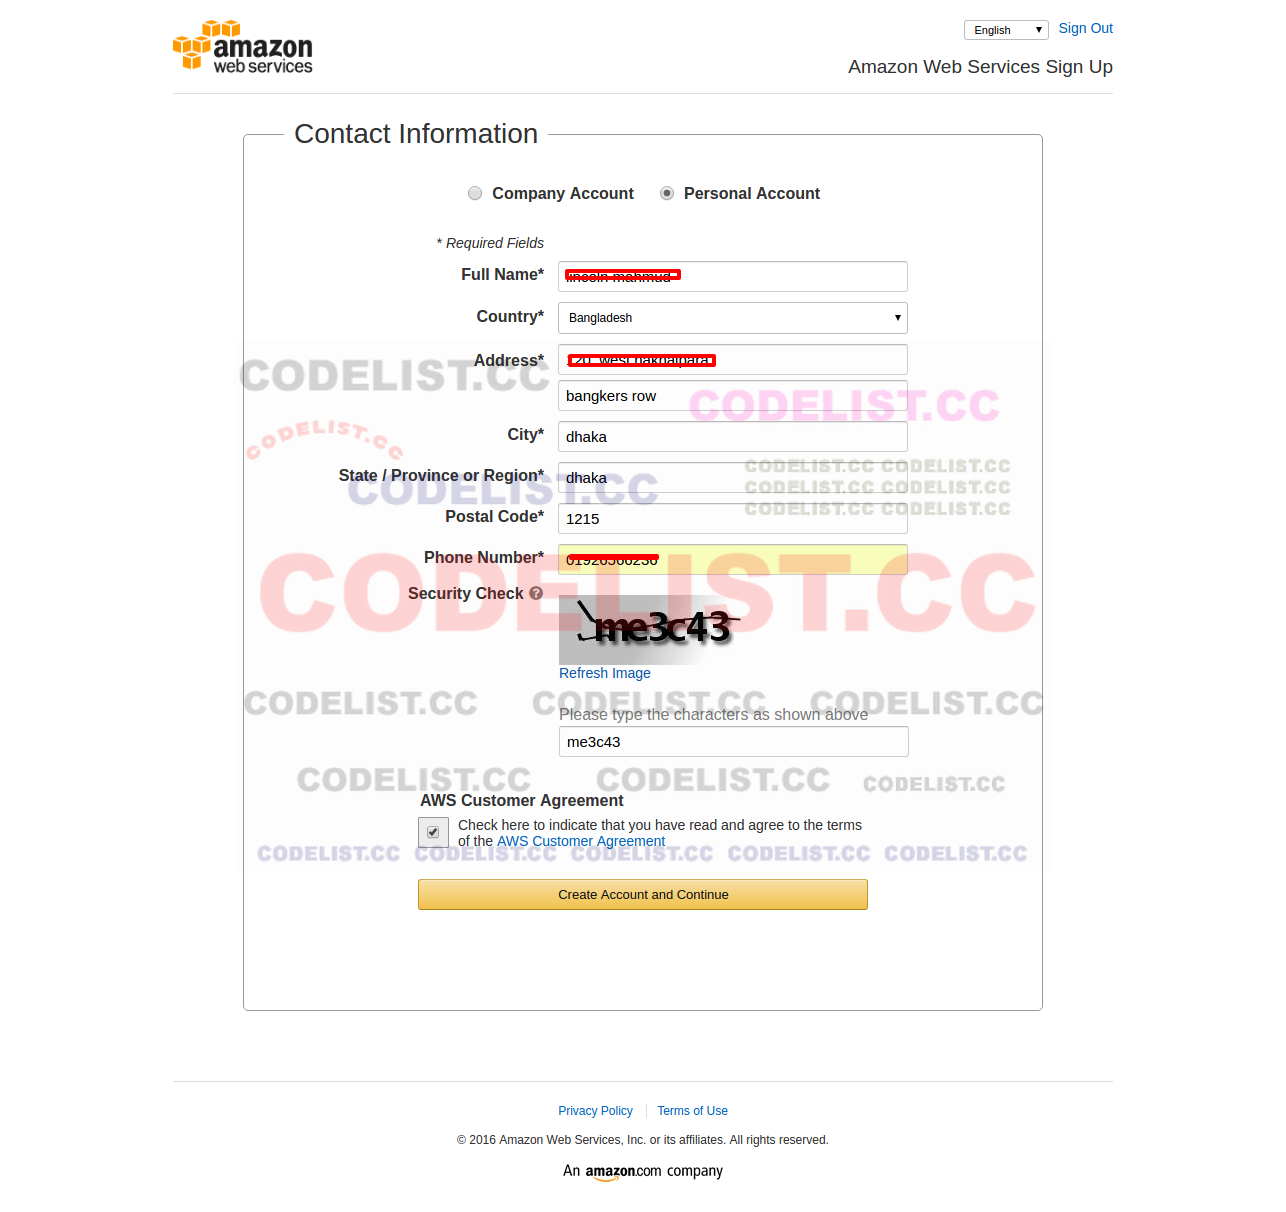 amazon
web services
English
Sign Out
Amazon Web Services Sign Up
Contact Information
Company Account
Personal Account
* Required Fields
Full Name*
Country*
Bangladesh
Address*
bangkers row
City*
dhaka
State / Province or Region*
dhaka
Postal Code*
1215
Phone Number*
Security Check ?
me3c43
Refresh Image
Please type the characters as shown above
me3c43
AWS Customer Agreement
Check here to indicate that you have read and agree to the terms
of the AWS Customer Agreement
Create Account and Continue
CODELIST.CC
CODELIST.CC
CODELIST.CC
CODELIST.CC
CODELIST.CC CODELIST.CC
CODELIST.CC CODELIST.CC
CODELIST.CC CODELIST.CC
CODELIST.CC
CODELIST.CC CODELIST.CC CODELIST.CC
CODELIST.CC CODELIST.CC CODELIST.CC
CODELIST.CC CODELIST.CC CODELIST.CC CODELIST.CC CODELIST.CC
Privacy Policy
Terms of Use
© 2016 Amazon Web Services, Inc. or its affiliates. All rights reserved.
An amazon.com company